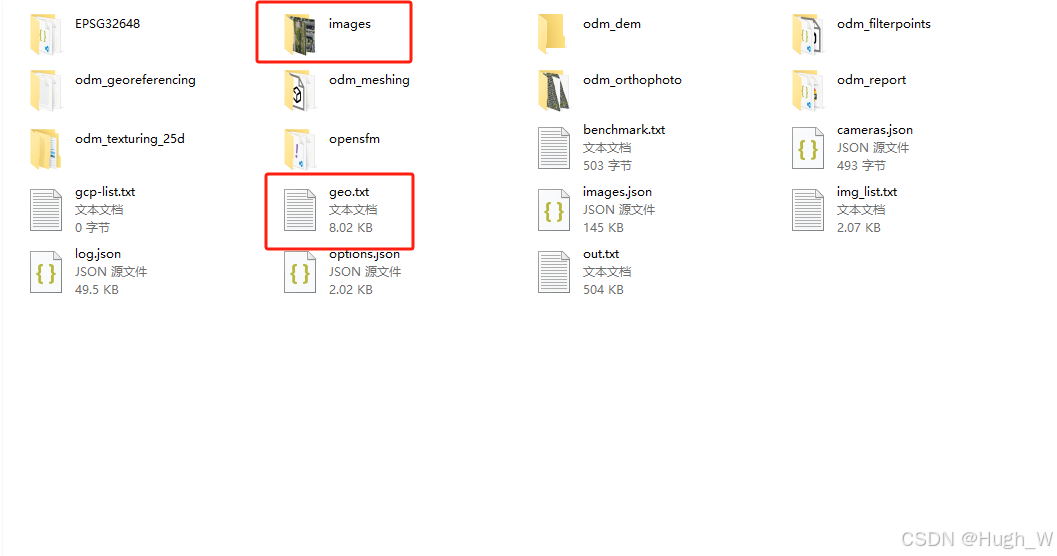 EPSG32648
images
odm_dem
odm_filterpoints
odm_georeferencing
odm_meshing
odm_orthophoto
odm_report
odm_texturing_25d
opensfm
benchmark.txt
文本文档
503 字节
cameras.json
JSON 源文件
493 字节
gcp-list.txt
文本文档
0 字节
geo.txt
文本文档
8.02 KB
images.json
JSON 源文件
145 KB
img_list.txt
文本文档
2.07 KB
log.json
JSON 源文件
49.5 KB
options.json
JSON 源文件
2.02 KB
out.txt
文本文档
504 KB
CSDN @Hugh_W